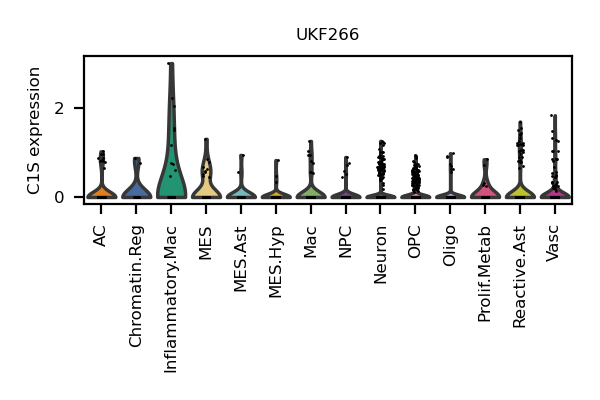 UKF266
C1S expression
2
0
AC
Chromatin.Reg
Inflammatory.Mac
MES
MES.Ast
MES.Hyp
Mac
NPC
Neuron
OPC
Oligo
Prolif.Metab
Reactive.Ast
Vasc